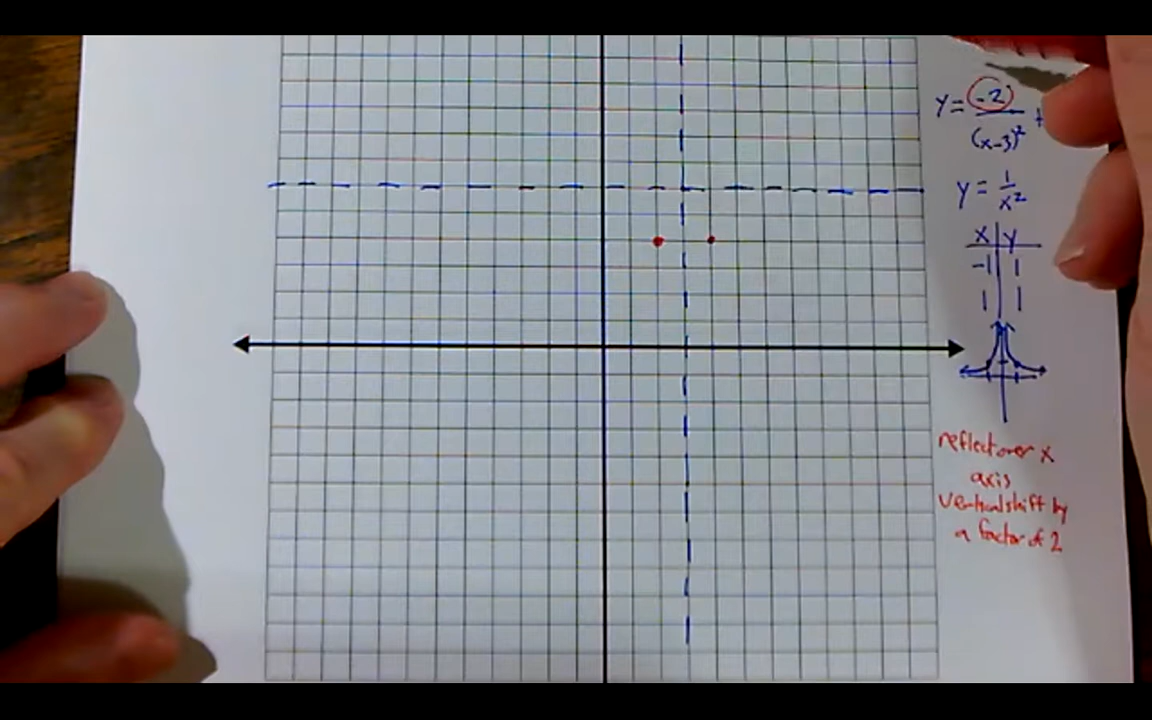 y = -2
(x-3)² +
y = 1
x²
x y
-1 1
1 1
reflect over x
axis
vertical shift by
a factor of 2